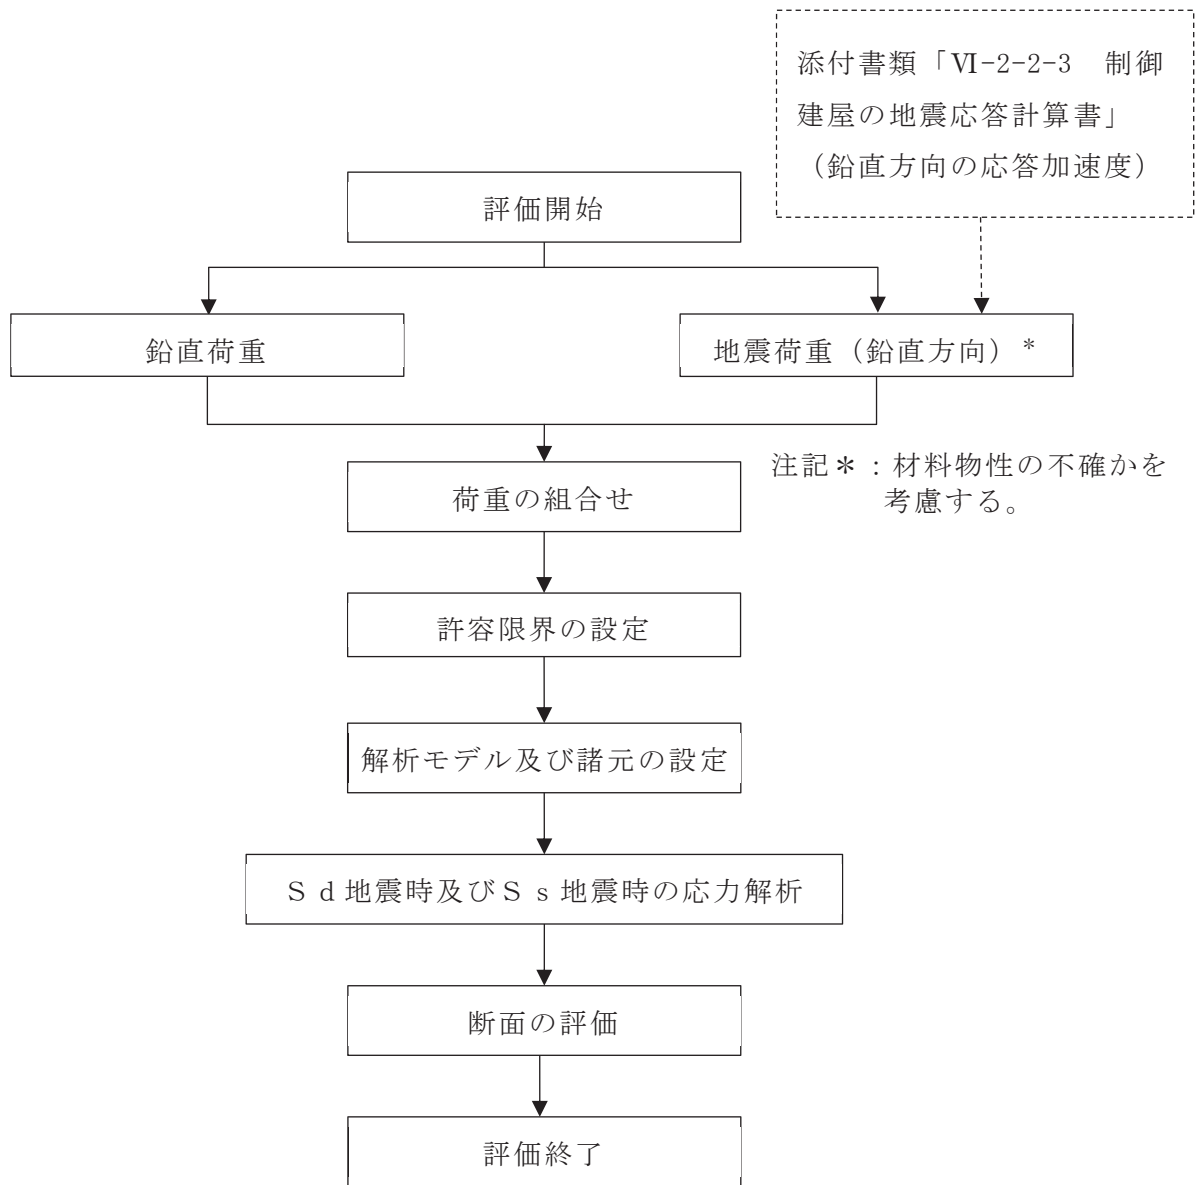 添付書類「Ⅵ-2-2-3　制御
建屋の地震応答計算書」
（鉛直方向の応答加速度）
評価開始
鉛直荷重
地震荷重（鉛直方向）*
注記＊：材料物性の不確かを
考慮する。
荷重の組合せ
許容限界の設定
解析モデル及び諸元の設定
Ｓｄ地震時及びＳｓ地震時の応力解析
断面の評価
評価終了